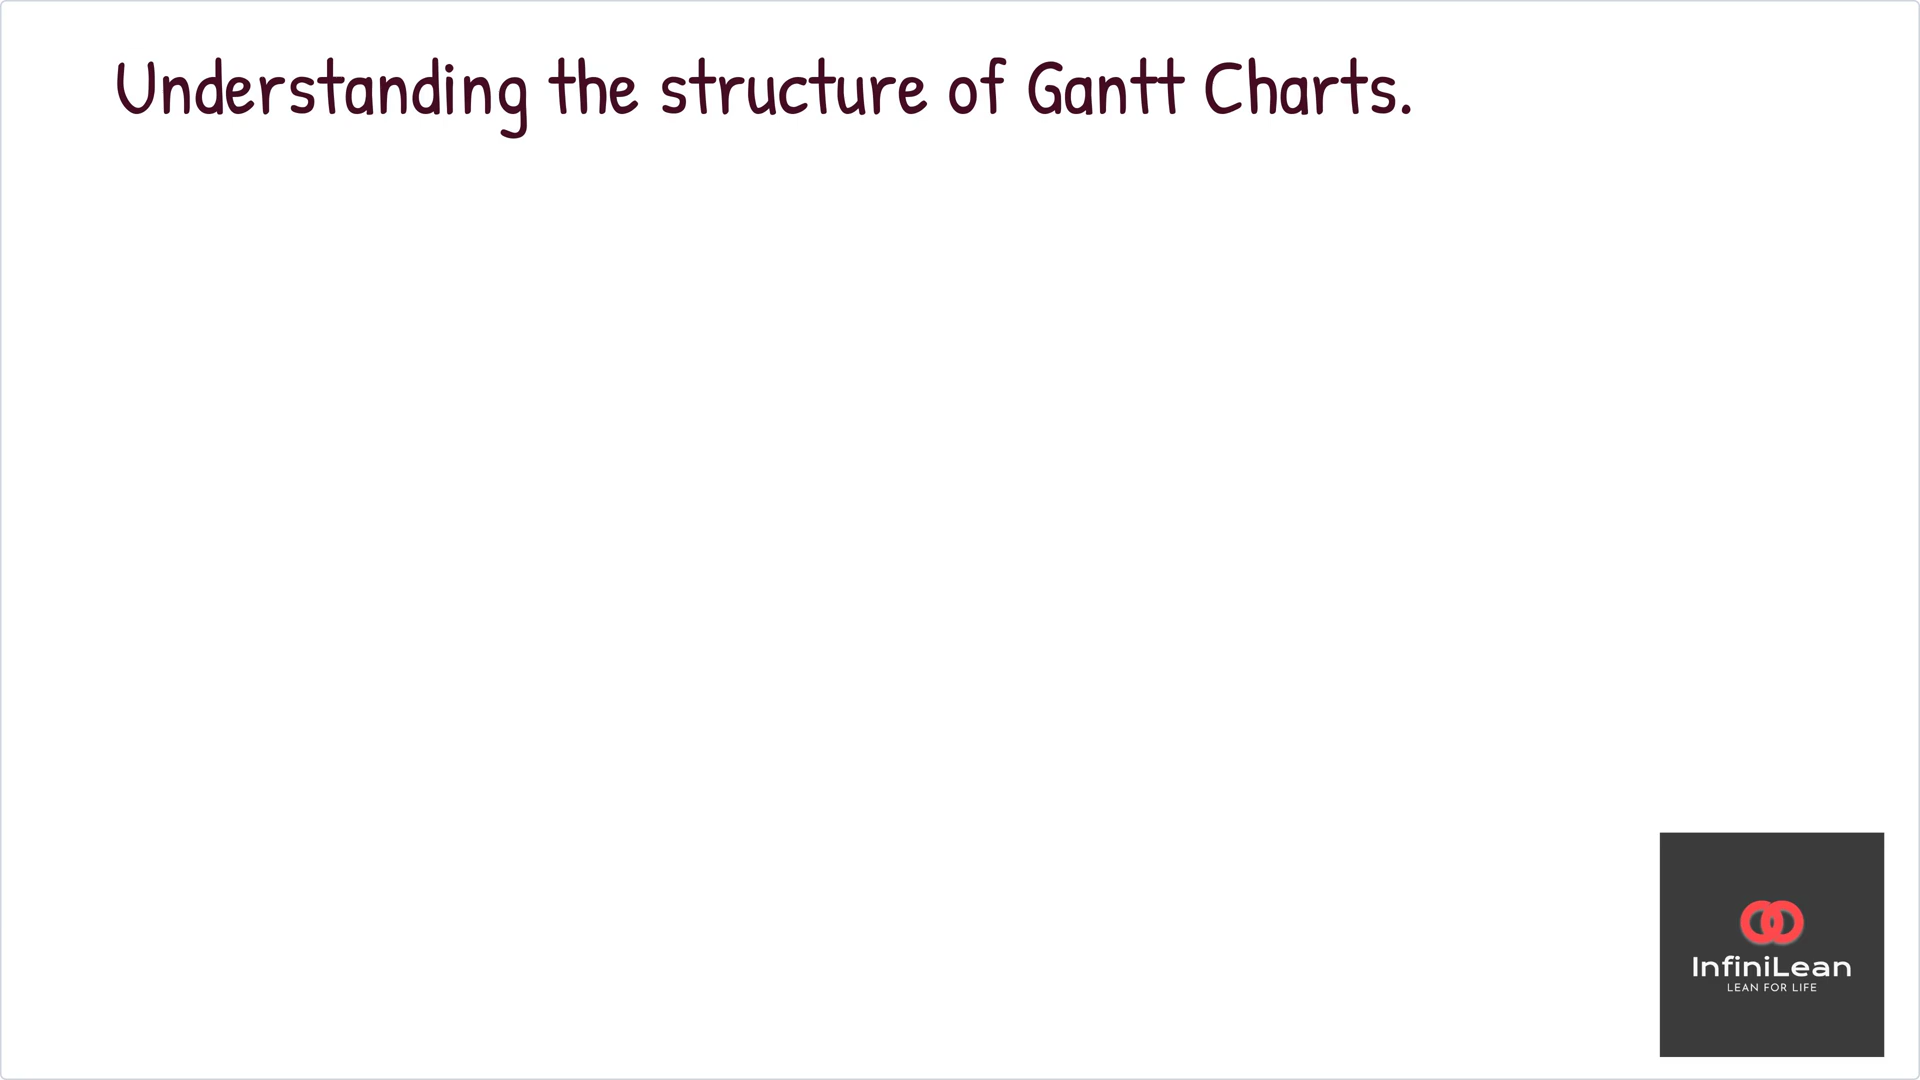 Understanding the structure of Gantt Charts.
InfiniLean
LEAN FOR LIFE